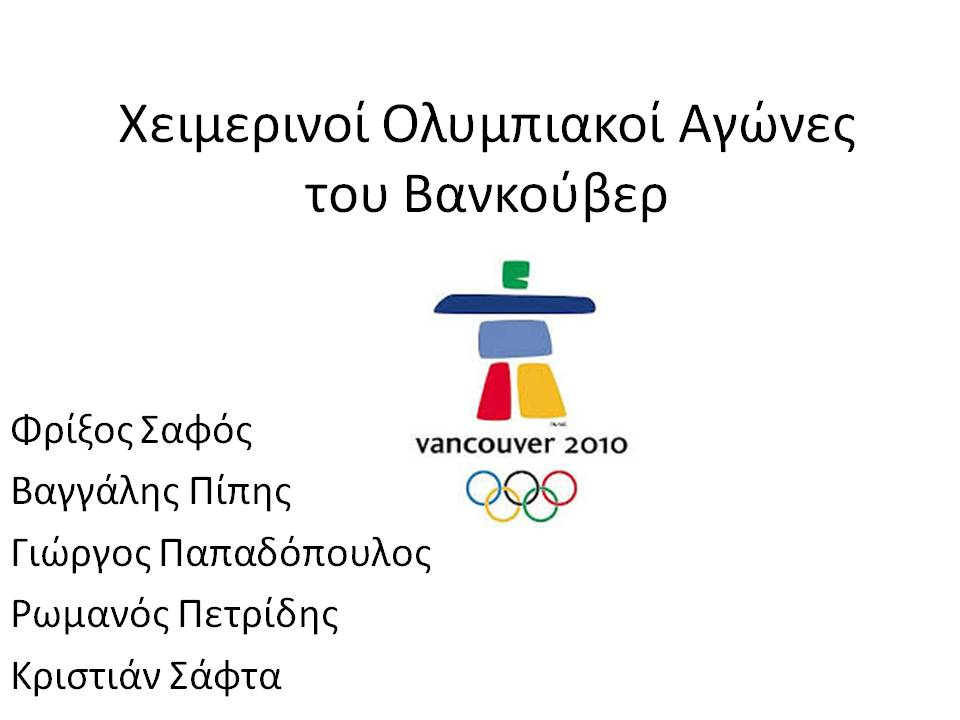 Χειμερινοί Ολυμπιακοί Αγώνες
του Βανκούβερ
vancouver 2010
Φρίξος Σαφός
Βαγγάλης Πίπης
Γιώργος Παπαδόπουλος
Ρωμανός Πετρίδης
Κριστιάν Σάφτα